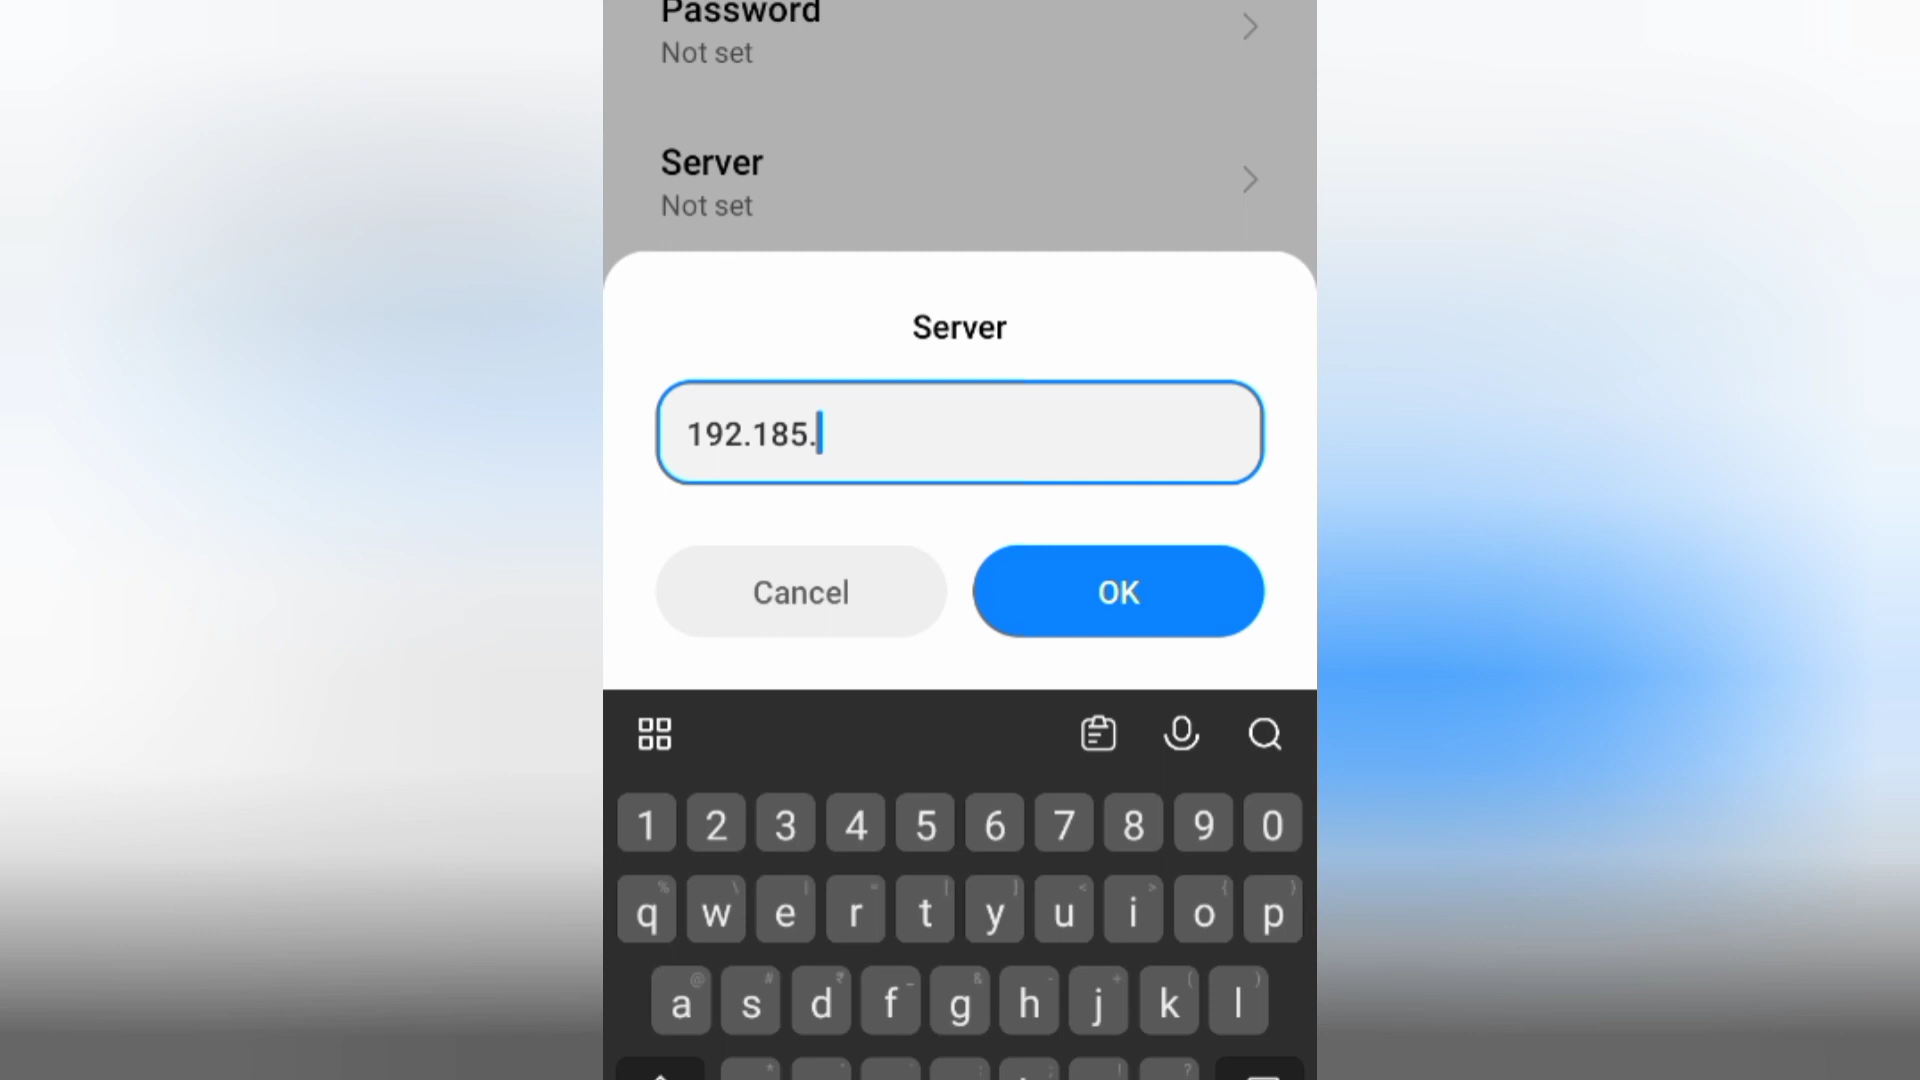 Password
Not set
Server
Not set
Server
192.185.
Cancel
OK
1 2 3 4 5 6 7 8 9 0
q w e r t y u i o p
a s d f g h j k l